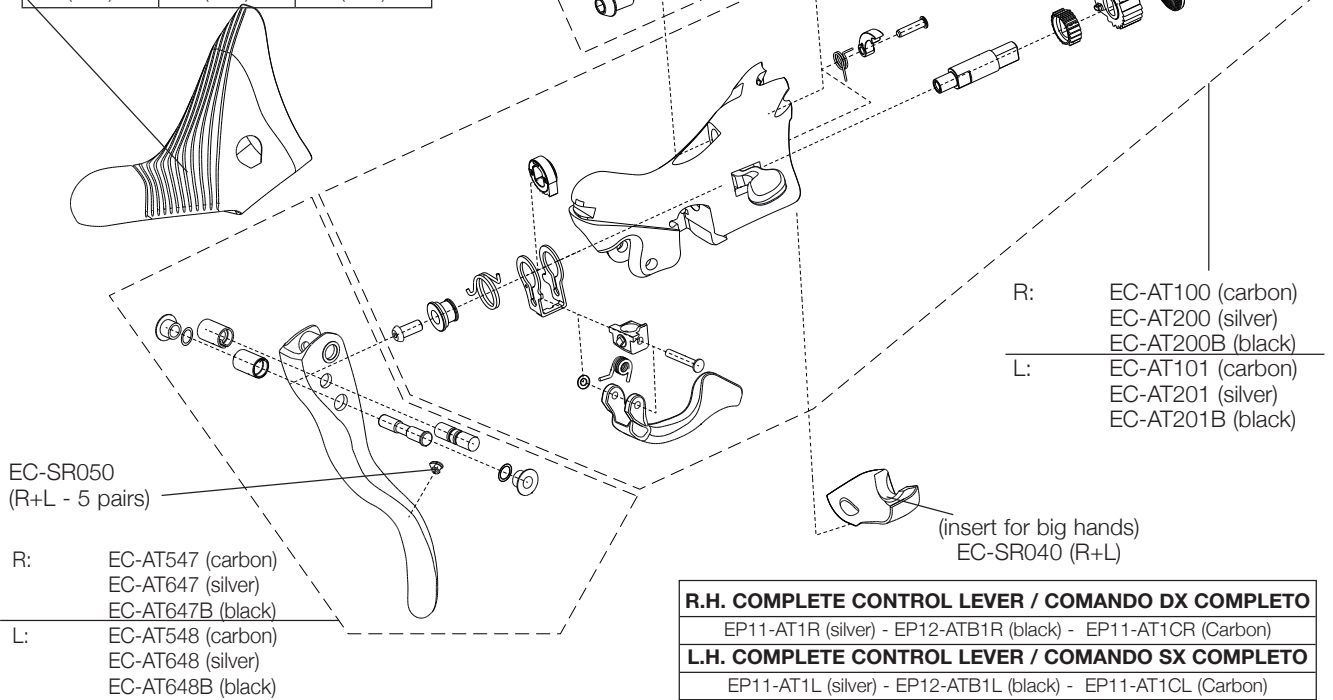 R: EC-AT100 (carbon)
EC-AT200 (silver)
EC-AT200B (black)
L: EC-AT101 (carbon)
EC-AT201 (silver)
EC-AT201B (black)
EC-SR050
(R+L - 5 pairs)
(insert for big hands)
EC-SR040 (R+L)
R: EC-AT547 (carbon)
EC-AT647 (silver)
EC-AT647B (black)
L: EC-AT548 (carbon)
EC-AT648 (silver)
EC-AT648B (black)
R.H. COMPLETE CONTROL LEVER / COMANDO DX COMPLETO
EP11-AT1R (silver) - EP12-ATB1R (black) - EP11-AT1CR (Carbon)
L.H. COMPLETE CONTROL LEVER / COMANDO SX COMPLETO
EP11-AT1L (silver) - EP12-ATB1L (black) - EP11-AT1CL (Carbon)